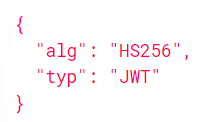 {
"alg": "HS256",
"typ": "JWT"
}